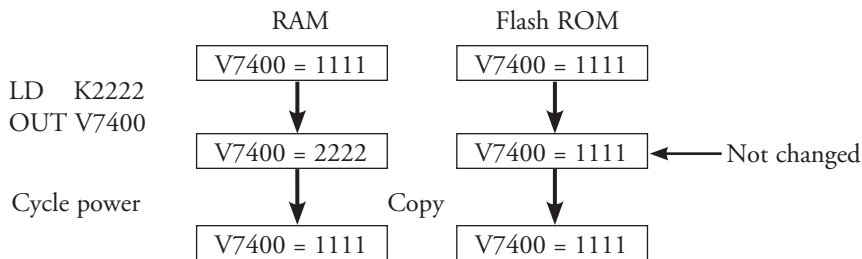 RAM Flash ROM
V7400 = 1111 V7400 = 1111
LD K2222
OUT V7400
V7400 = 2222 V7400 = 1111 Not changed
Cycle power Copy
V7400 = 1111 V7400 = 1111